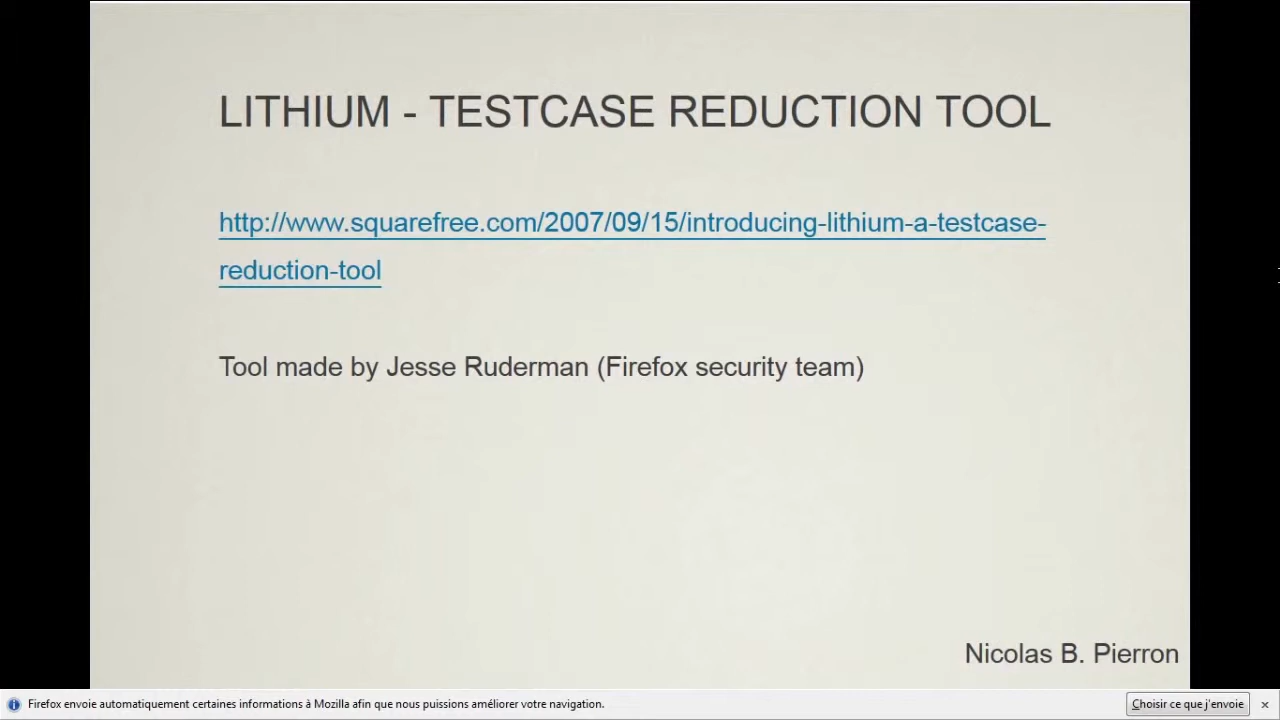 LITHIUM - TESTCASE REDUCTION TOOL
http://www.squarefree.com/2007/09/15/introducing-lithium-a-testcase-
reduction-tool
Tool made by Jesse Ruderman (Firefox security team)
Nicolas B. Pierron
Firefox envoie automatiquement certaines informations à Mozilla afin que nous puissions améliorer votre navigation.
Choisir ce que j'envoie